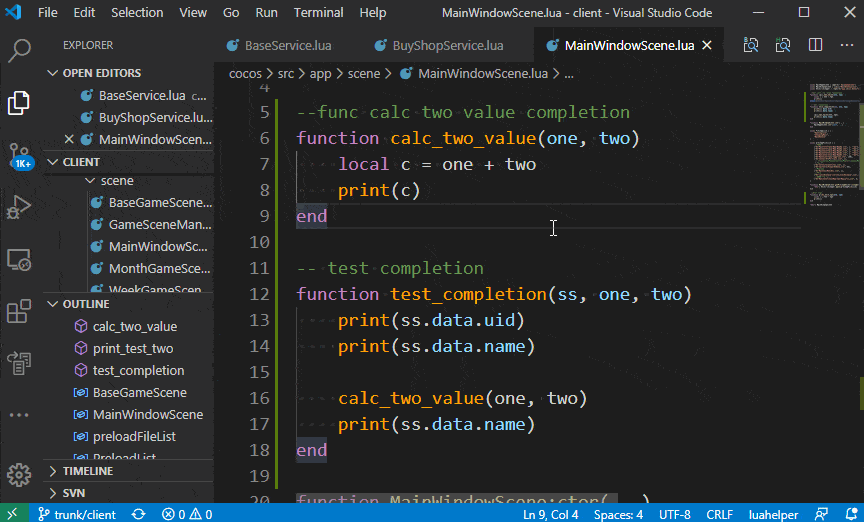 File Edit Selection View cocos Go Run Terminal Help MainWindowScene.lua - client - Visual Studio Code
EXPLORER
OPEN EDITORS
BaseService.lua c...
BuyShopService.lu...
MainWindowScen...
CLIENT
scene
BaseGameScene...
GameSceneMan...
MainWindowSc...
MonthGameSce...
WeekGameScen
OUTLINE
calc_two_value
print_test_two
test_completion
BaseGameScene
MainWindowScene
preloadFileList
PreloadList
TIMELINE
SVN
1K+
BaseService.lua BuyShopService.lua MainWindowScene.lua
cocos > src > app > scene > MainWindowScene.lua > ...
4
5 --func calc two value completion
6 function calc_two_value(one, two)
7 local c = one + two
8 print(c)
9 end
10
11 -- test completion
12 function test_completion(ss, one, two)
13 print(ss.data.uid)
14 print(ss.data.name)
15
16 calc_two_value(one, two)
17 print(ss.data.name)
18 end
19
20 function MainWindowScene:ctor(...)
trunk/client 0 0 Ln 9, Col 4 Spaces: 4 UTF-8 CRLF luahelper